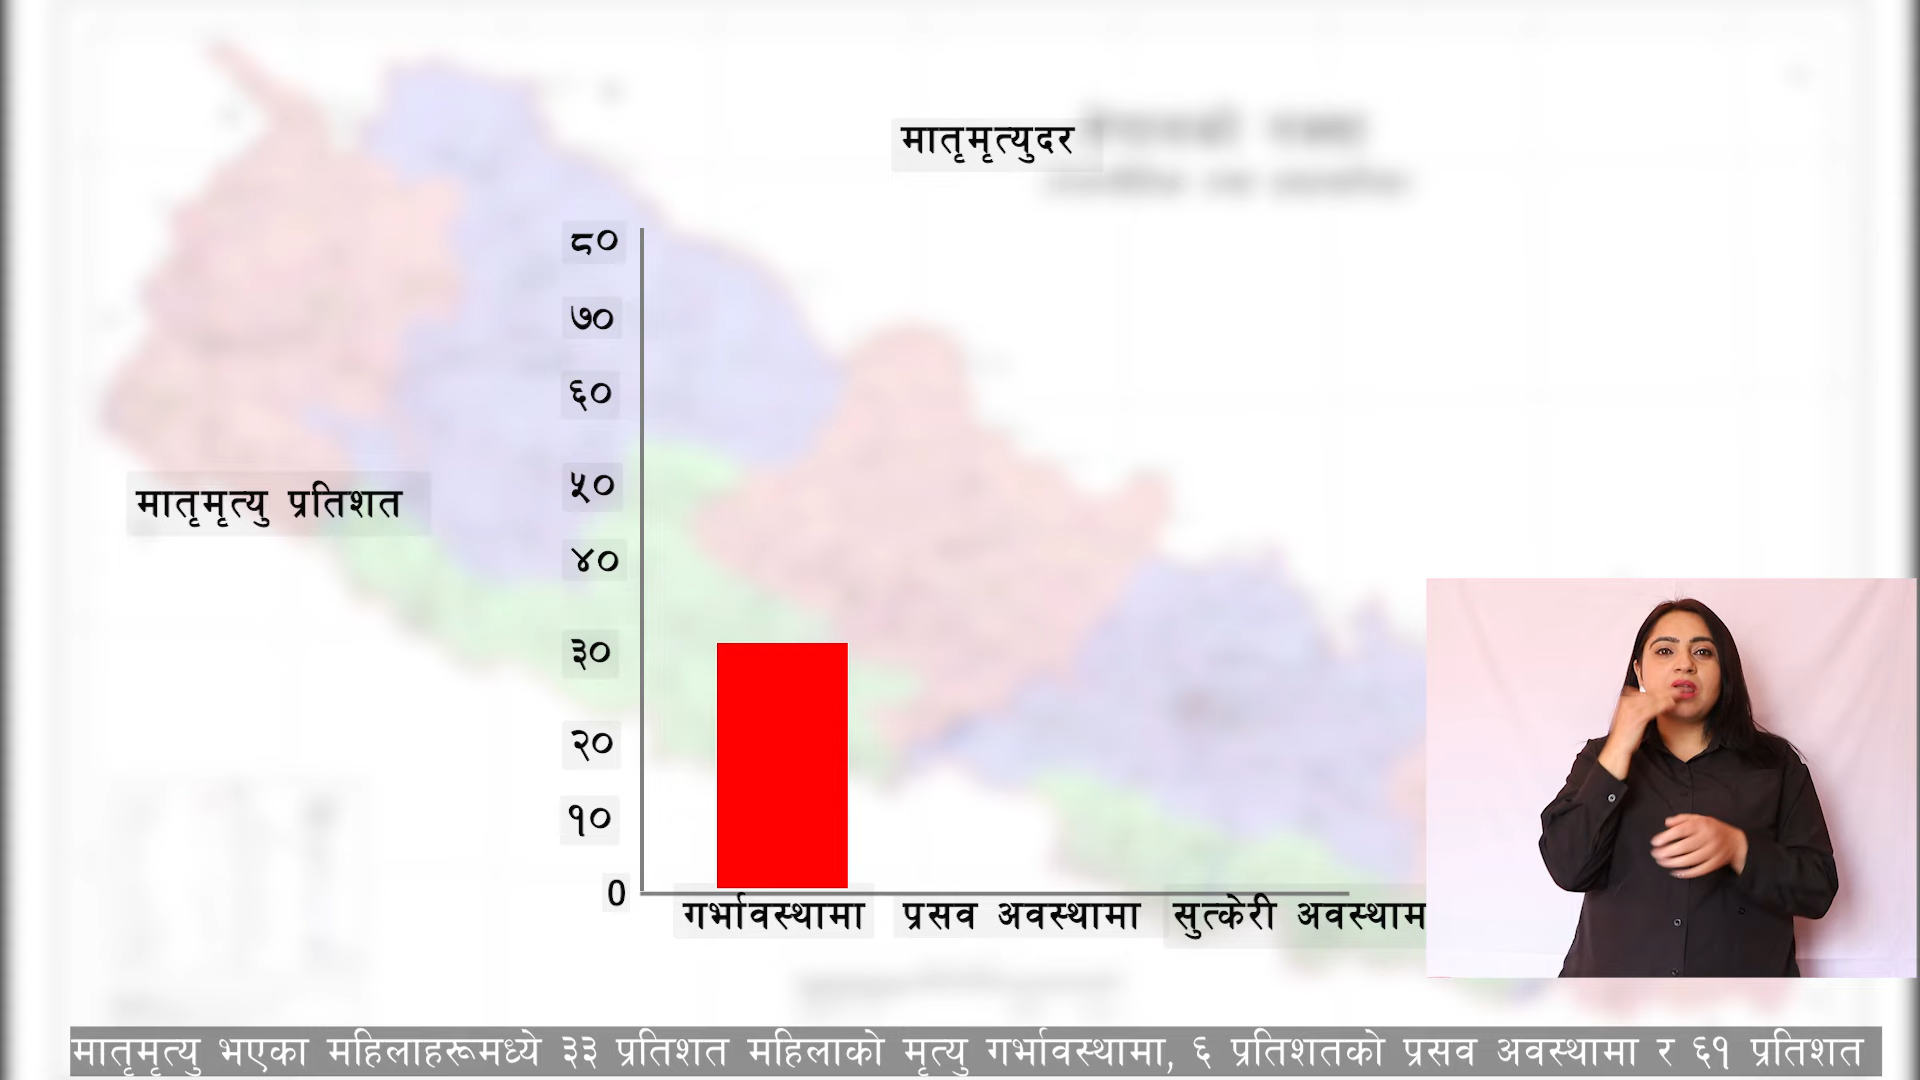 मातृमृत्युदर
८०
७०
६०
५०
४०
३०
२०
१०
0
मातृमृत्यु प्रतिशत
गर्भावस्थामा प्रसव अवस्थामा सुत्केरी अवस्थाम
मातृमृत्यु भएका महिलाहरूमध्ये ३३ प्रतिशत महिलाको मृत्यु गर्भावस्थामा, ६ प्रतिशतको प्रसव अवस्थामा र ६१ प्रतिशत